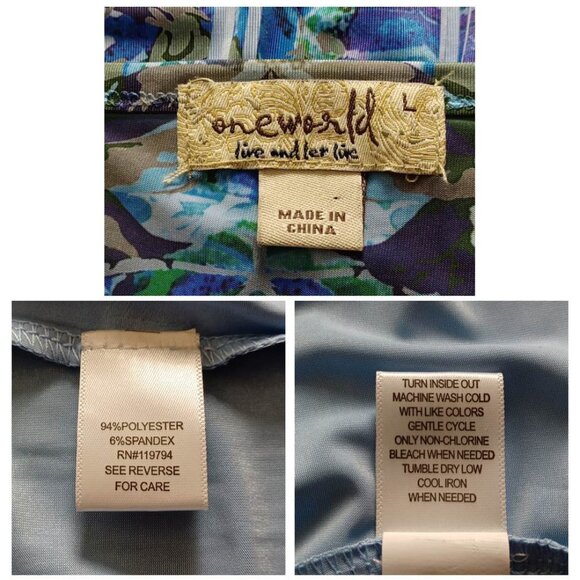 oneworld
L
live and let live
MADE IN
CHINA
94%POLYESTER
6%SPANDEX
RN#119794
SEE REVERSE
FOR CARE
TURN INSIDE OUT
MACHINE WASH COLD
WITH LIKE COLORS
GENTLE CYCLE
ONLY NON-CHLORINE
BLEACH WHEN NEEDED
TUMBLE DRY LOW
COOL IRON
WHEN NEEDED